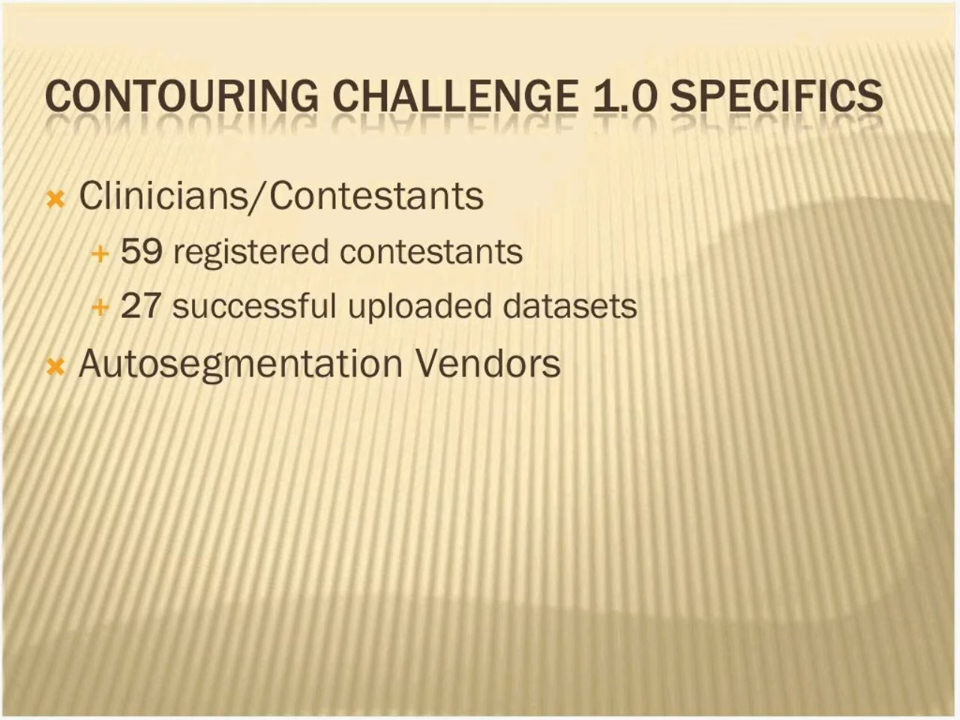 CONTOURING CHALLENGE 1.0 SPECIFICS
Clinicians/Contestants
59 registered contestants
27 successful uploaded datasets
Autosegmentation Vendors